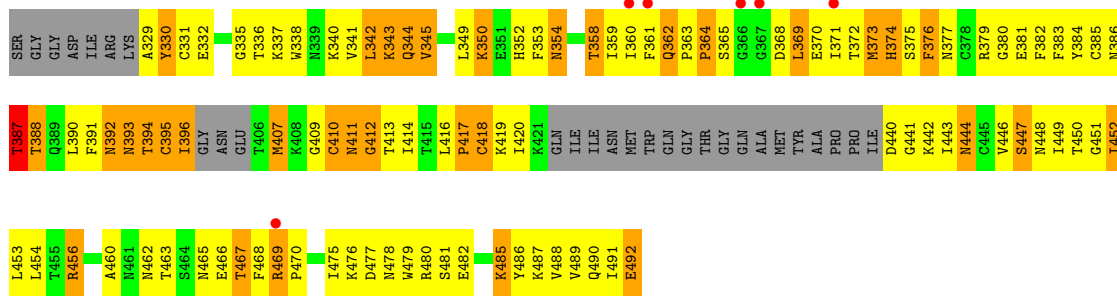 SER GLY GLY ASP ILE ARG LYS A329 Y330 C331 E332 G335 T336 K337 W338 N339 K340 V341 L342 K343 Q344 V345 L349 K350 E351 H352 F353 N354 T358 I359 I360 F361 Q362 P363 P364 S365 G366 G367 D368 L369 E370 I371 T372 M373 H374 S375 F376 N377 C378 R379 G380 E381 F382 F383 Y384 C385 N386
T387 T388 Q389 L390 F391 N392 N393 T394 C395 I396 GLY ASN GLU T406 M407 K408 G409 C410 N411 G412 T413 I414 T415 L416 P417 C418 K419 I420 K421 GLN ILE ILE ASN MET TRP GLN GLY THR GLY GLN ALA MET TYR ALA PRO PRO ILE D440 G441 K442 I443 N444 C445 V446 S447 N448 I449 T450 G451 I452
L453 L454 T455 R456 A460 N461 N462 T463 S464 N465 E466 T467 F468 R469 P470 I475 K476 D477 N478 W479 R480 S481 E482 K485 Y486 K487 V488 V489 Q490 I491 E492